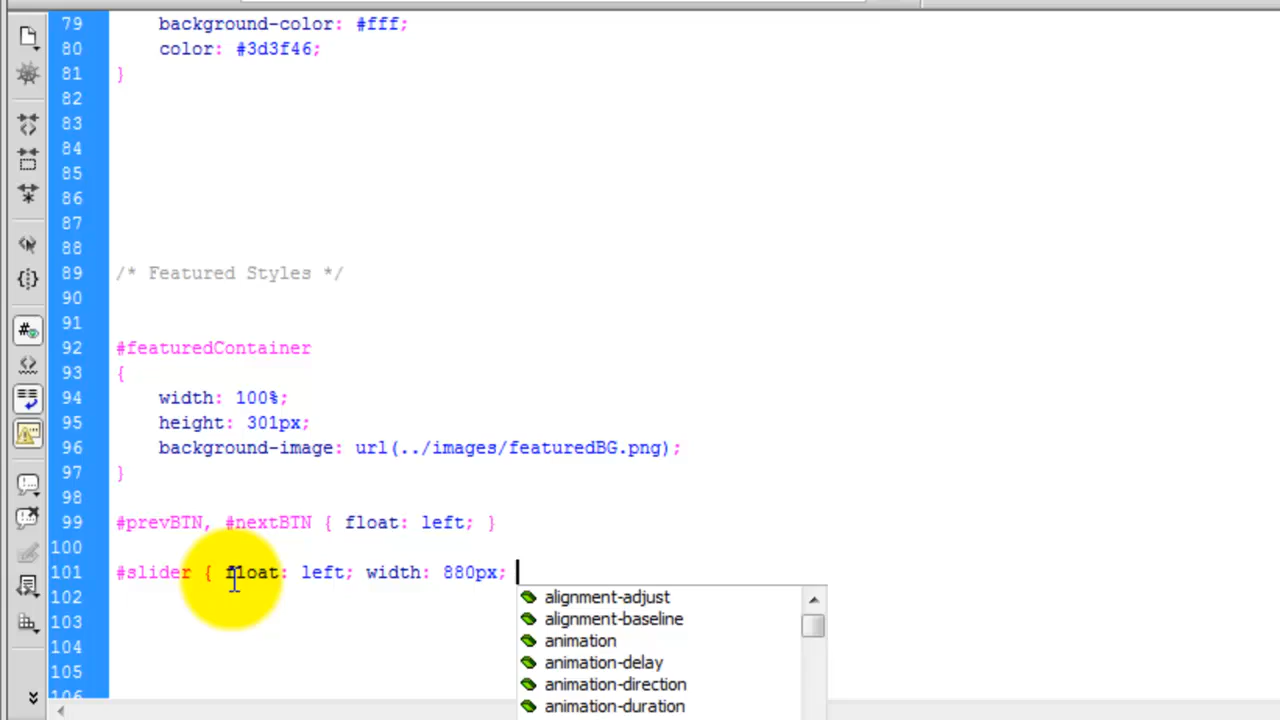 79 background-color: #fff;
80 color: #3d3f46;
81 }
82
83
84
85
86
87
88
89 /* Featured Styles */
90
91
92 #featuredContainer
93 {
94 width: 100%;
95 height: 301px;
96 background-image: url(../images/featuredBG.png);
97 }
98
99 #prevBTN, #nextBTN { float: left; }
100
101 #slider { float: left; width: 880px;
102 alignment-adjust
alignment-baseline
103 animation
104 animation-delay
animation-direction
105 animation-duration
106